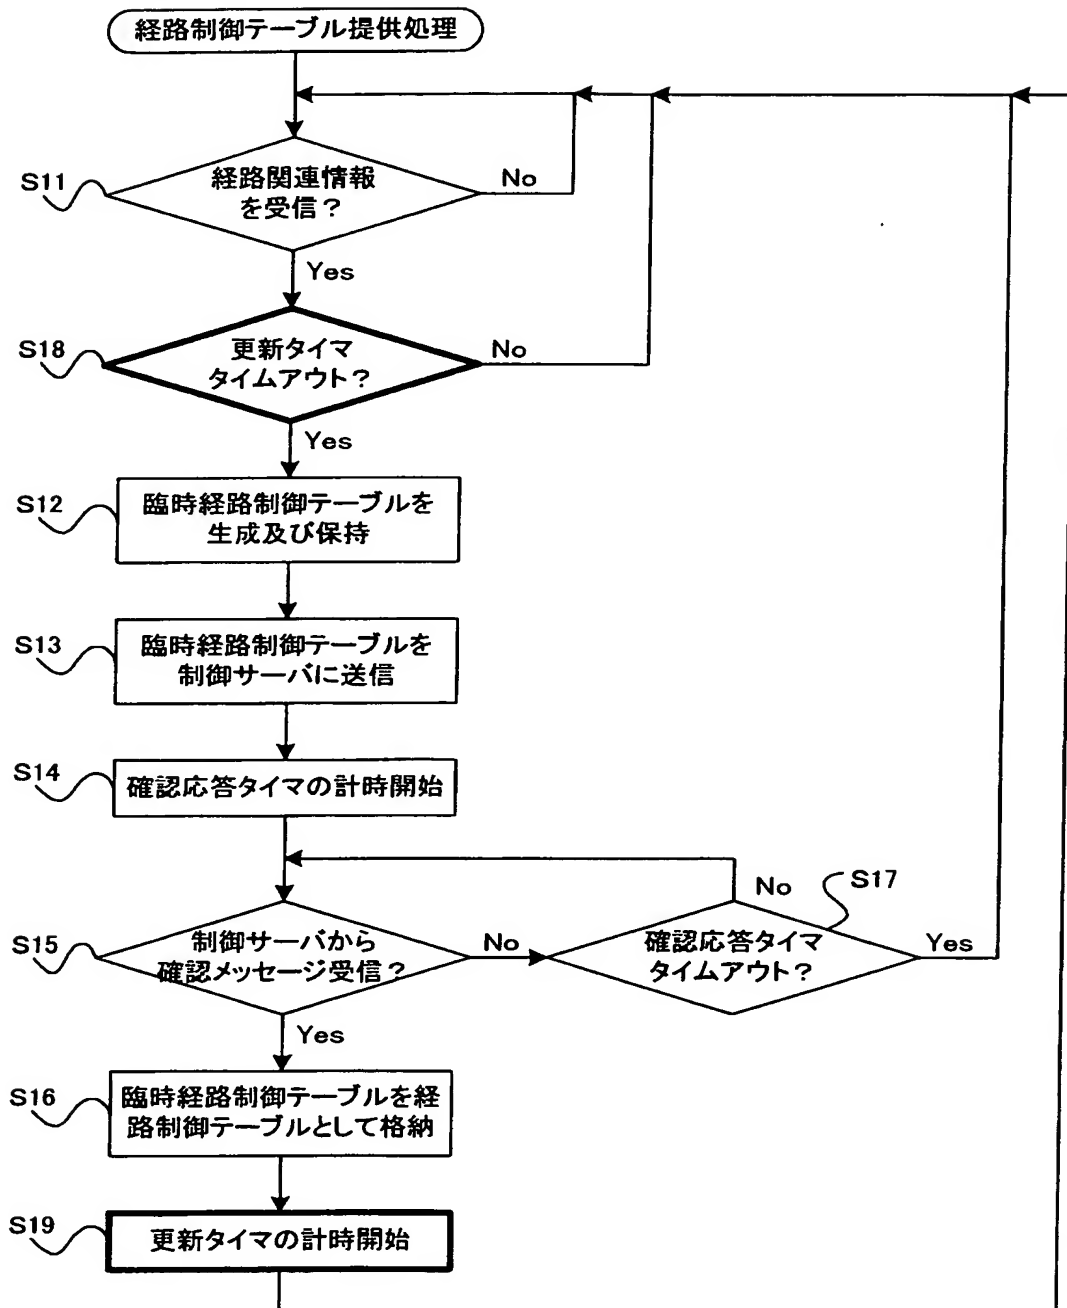 経路制御テーブル提供処理
S11
経路関連情報
を受信？
No
Yes
S18
更新タイマ
タイムアウト？
No
Yes
S12
臨時経路制御テーブルを
生成及び保持
S13
臨時経路制御テーブルを
制御サーバに送信
S14
確認応答タイマの計時開始
S15
制御サーバから
確認メッセージ受信？
No
Yes
S17
確認応答タイマ
タイムアウト？
No
Yes
S16
臨時経路制御テーブルを経
路制御テーブルとして格納
S19
更新タイマの計時開始